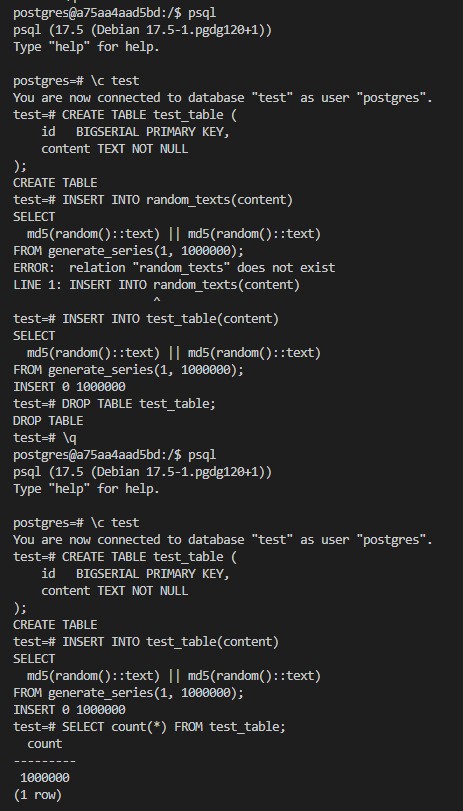 postgres@a75aa4aad5bd:/$ psql
psql (17.5 (Debian 17.5-1.pgdg120+1))
Type "help" for help.

postgres=# \c test
You are now connected to database "test" as user "postgres".
test=# CREATE TABLE test_table (
    id   BIGSERIAL PRIMARY KEY,
    content TEXT NOT NULL
);
CREATE TABLE
test=# INSERT INTO random_texts(content)
SELECT
  md5(random()::text) || md5(random()::text)
FROM generate_series(1, 1000000);
ERROR:  relation "random_texts" does not exist
LINE 1: INSERT INTO random_texts(content)
                    ^
test=# INSERT INTO test_table(content)
SELECT
  md5(random()::text) || md5(random()::text)
FROM generate_series(1, 1000000);
INSERT 0 1000000
test=# DROP TABLE test_table;
DROP TABLE
test=# \q
postgres@a75aa4aad5bd:/$ psql
psql (17.5 (Debian 17.5-1.pgdg120+1))
Type "help" for help.

postgres=# \c test
You are now connected to database "test" as user "postgres".
test=# CREATE TABLE test_table (
    id   BIGSERIAL PRIMARY KEY,
    content TEXT NOT NULL
);
CREATE TABLE
test=# INSERT INTO test_table(content)
SELECT
  md5(random()::text) || md5(random()::text)
FROM generate_series(1, 1000000);
INSERT 0 1000000
test=# SELECT count(*) FROM test_table;
  count
---------
 1000000
(1 row)